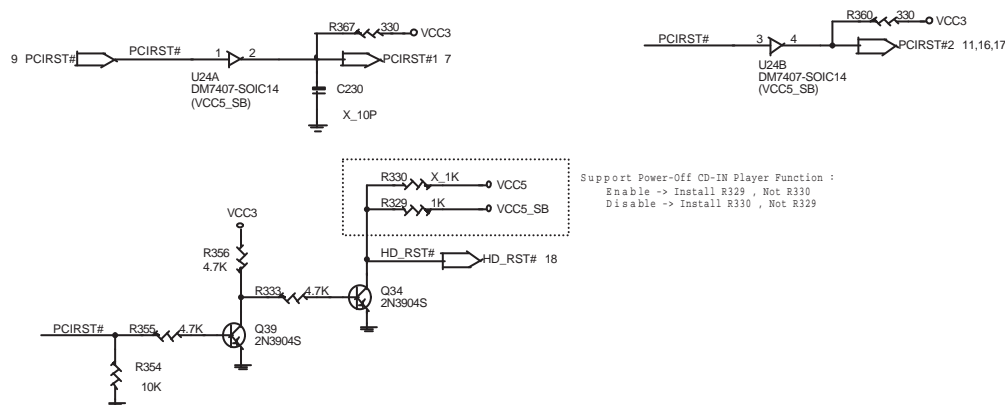 R367 330
VCC3
9 PCIRST# PCIRST# 1 2 PCIRST#1 7
U24A
DM7407-SOIC14
(VCC5_SB)
C230
X_10P
R360 330
VCC3
PCIRST# 3 4 PCIRST#2 11,16,17
U24B
DM7407-SOIC14
(VCC5_SB)
R330 X_1K VCC5
R329 1K VCC5_SB
Support Power-Off CD-IN Player Function :
Enable -> Install R329 , Not R330
Disable -> Install R330 , Not R329
VCC3
R356
4.7K
HD_RST# HD_RST# 18
R333 4.7K
Q34
2N3904S
PCIRST# R355 4.7K
Q39
2N3904S
R354
10K